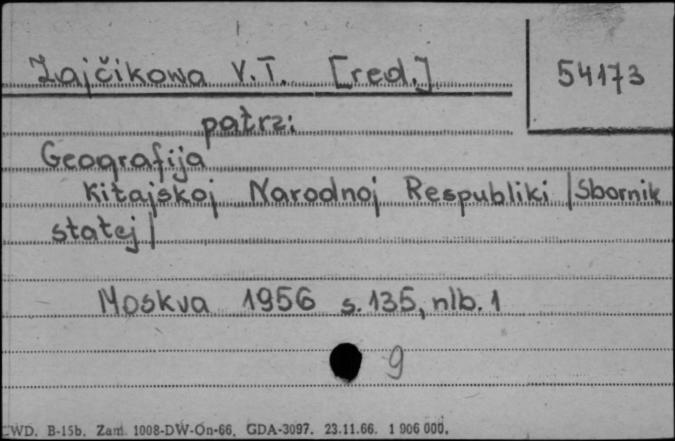 Zajčikowa V.T. [red.]
54173
patrz:
Geografija
Kitajskoj Narodnoj Respubliki /Sbornik
statej/
Moskva 1956 s. 135, nlb. 1
9
CWD. B-15b. Zam. 1008-DW-On-66. GDA-3097. 23.11.66. 1 906 000.